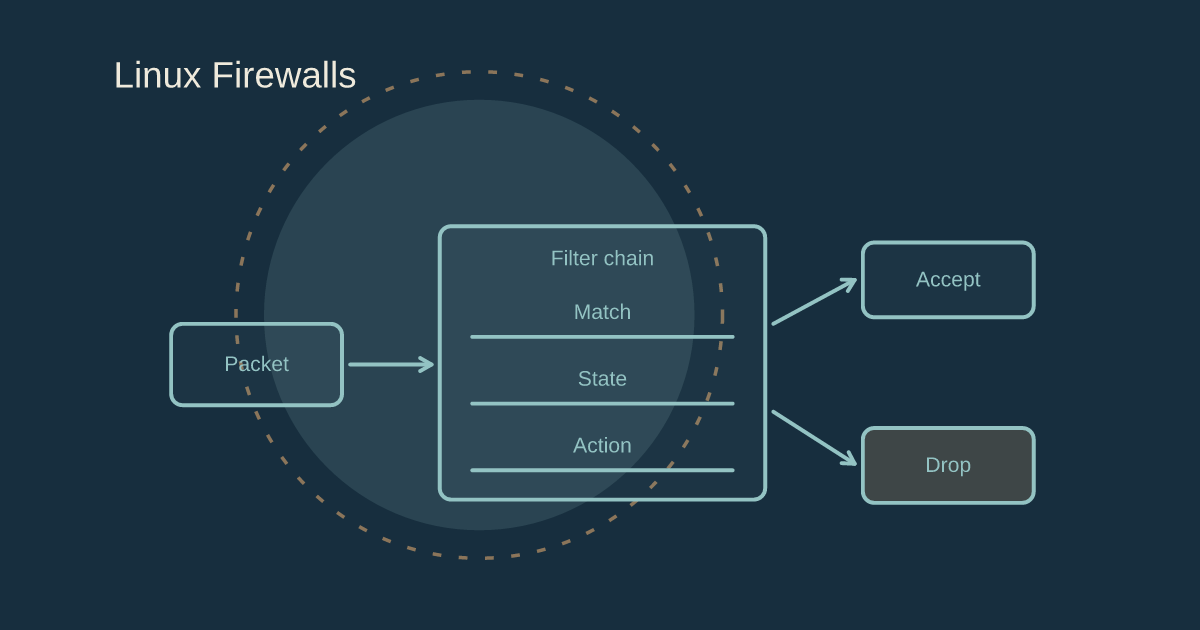 Linux Firewalls
Packet
Filter chain
Match
State
Action
Accept
Drop